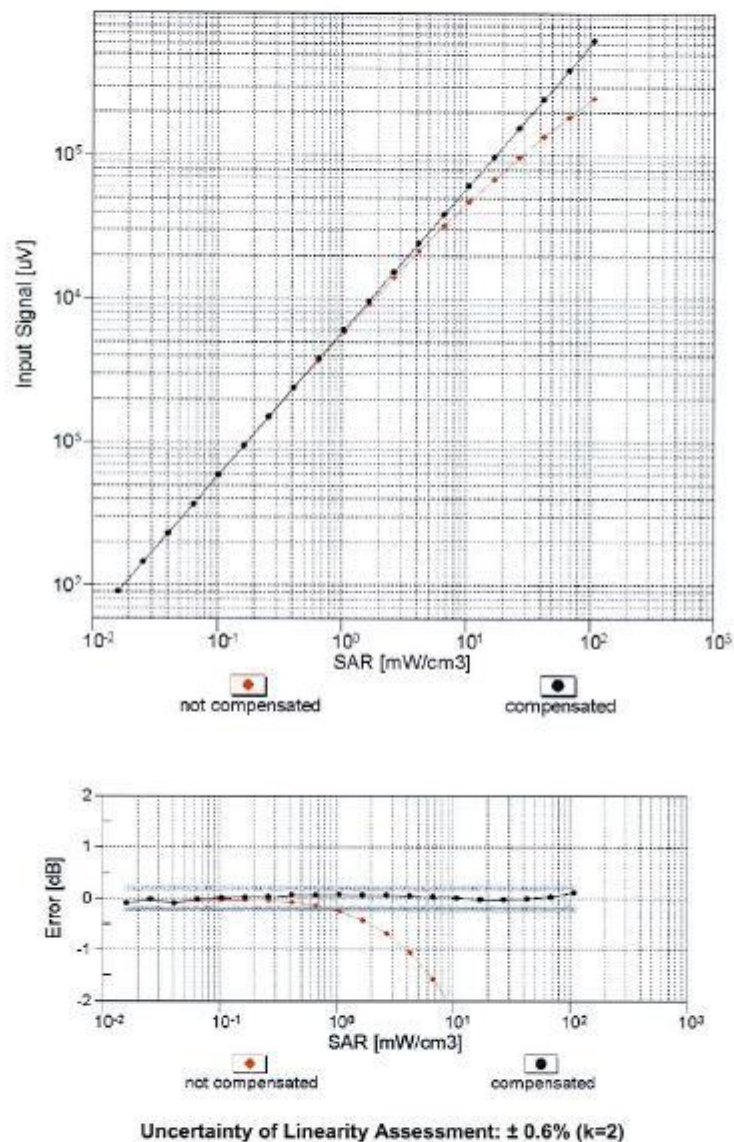 10⁵
10⁴
10³
10²
Input Signal [uV]
10⁻² 10⁻¹ 10⁰ 10¹ 10² 10³
SAR [mW/cm3]
not compensated compensated
2
1
0
-1
-2
Error [dB]
10⁻² 10⁻¹ 10⁰ 10¹ 10² 10³
SAR [mW/cm3]
not compensated compensated
Uncertainty of Linearity Assessment: ± 0.6% (k=2)